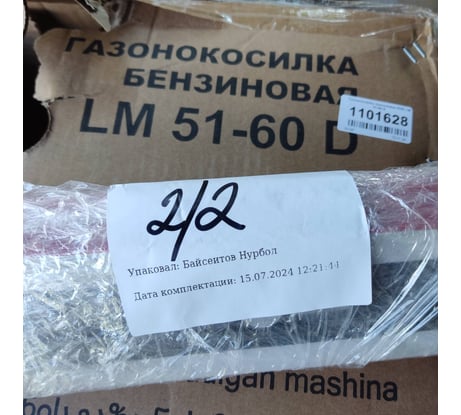 ГАЗОНОКОСИЛКА
БЕНЗИНОВАЯ
LM 51-60 D
1101628
2/2
Упаковал: Байсеитов Нурбол
Дата комплектации: 15.07.2024 12:21:44
mashina